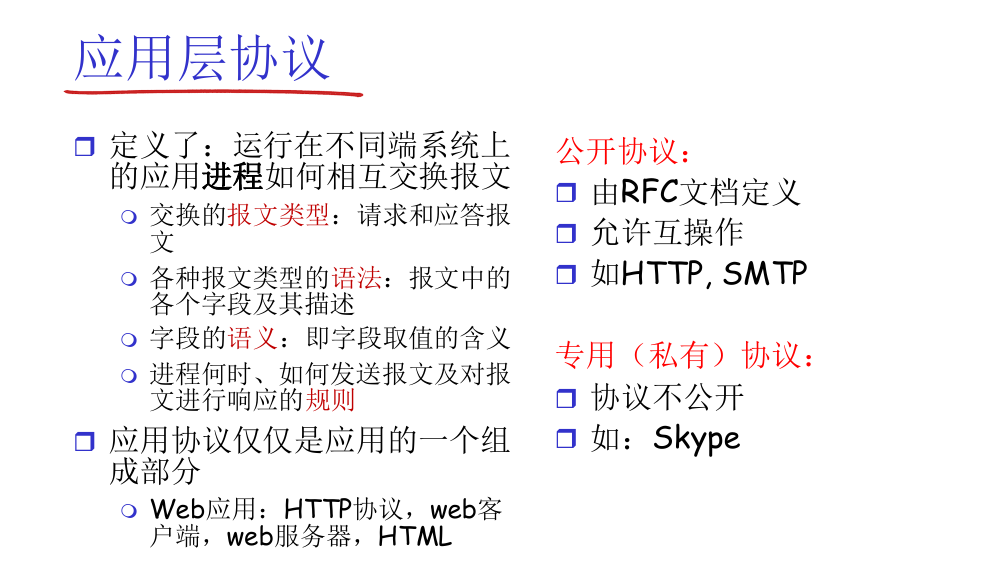 应用层协议
定义了：运行在不同端系统上
的应用进程如何相互交换报文
交换的报文类型：请求和应答报
文
各种报文类型的语法：报文中的
各个字段及其描述
字段的语义：即字段取值的含义
进程何时、如何发送报文及对报
文进行响应的规则
应用协议仅仅是应用的一个组
成部分
Web应用：HTTP协议，web客
户端，web服务器，HTML
公开协议：
由RFC文档定义
允许互操作
如HTTP, SMTP
专用（私有）协议：
协议不公开
如：Skype